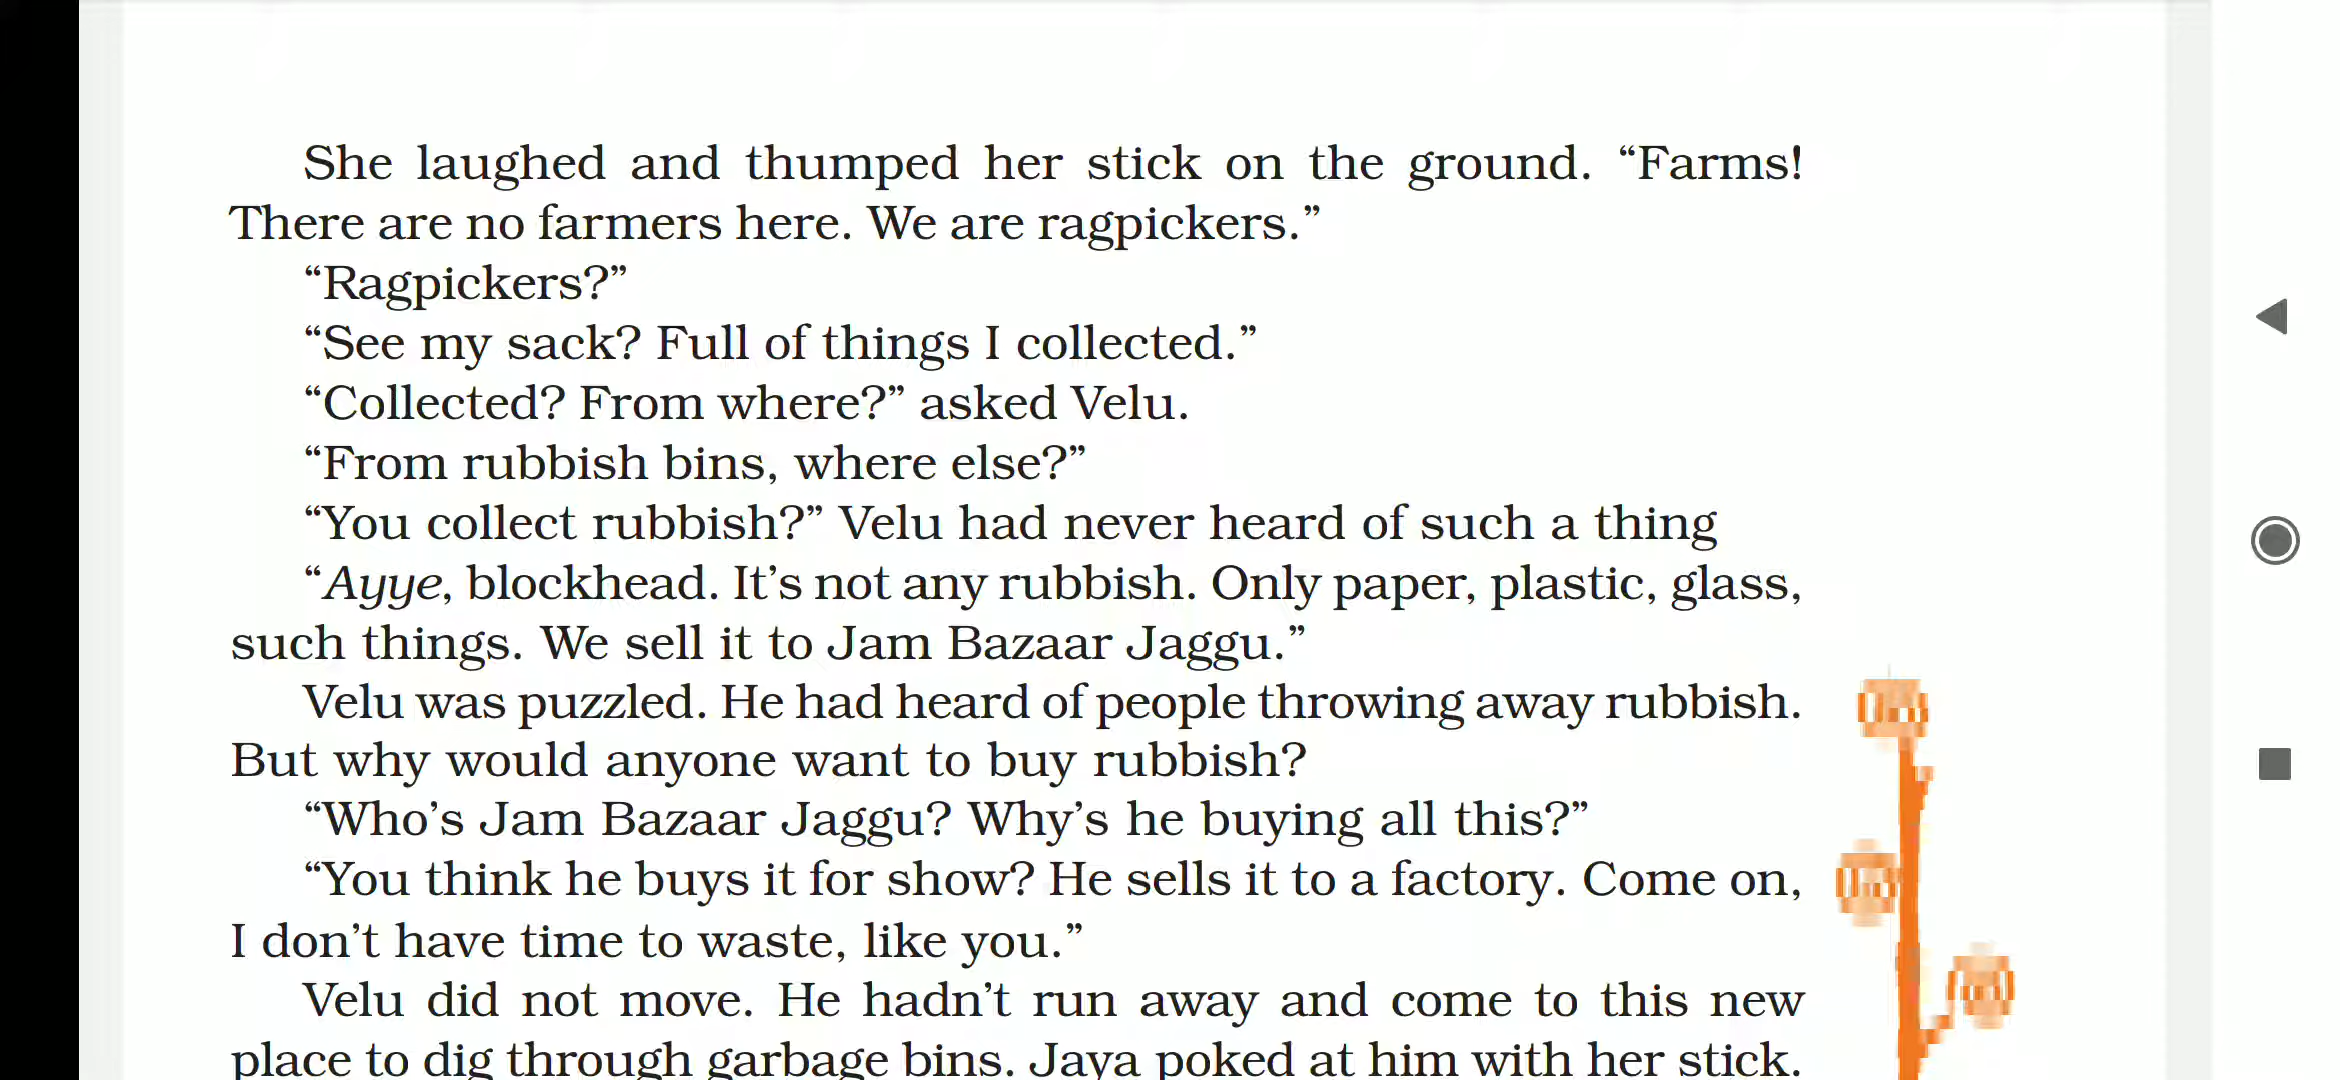 She laughed and thumped her stick on the ground. “Farms!
There are no farmers here. We are ragpickers.”
“Ragpickers?”
“See my sack? Full of things I collected.”
“Collected? From where?” asked Velu.
“From rubbish bins, where else?”
“You collect rubbish?” Velu had never heard of such a thing
“Ayye, blockhead. It’s not any rubbish. Only paper, plastic, glass,
such things. We sell it to Jam Bazaar Jaggu.”
Velu was puzzled. He had heard of people throwing away rubbish.
But why would anyone want to buy rubbish?
“Who’s Jam Bazaar Jaggu? Why’s he buying all this?”
“You think he buys it for show? He sells it to a factory. Come on,
I don’t have time to waste, like you.”
Velu did not move. He hadn’t run away and come to this new
place to dig through garbage bins. Jaya poked at him with her stick.